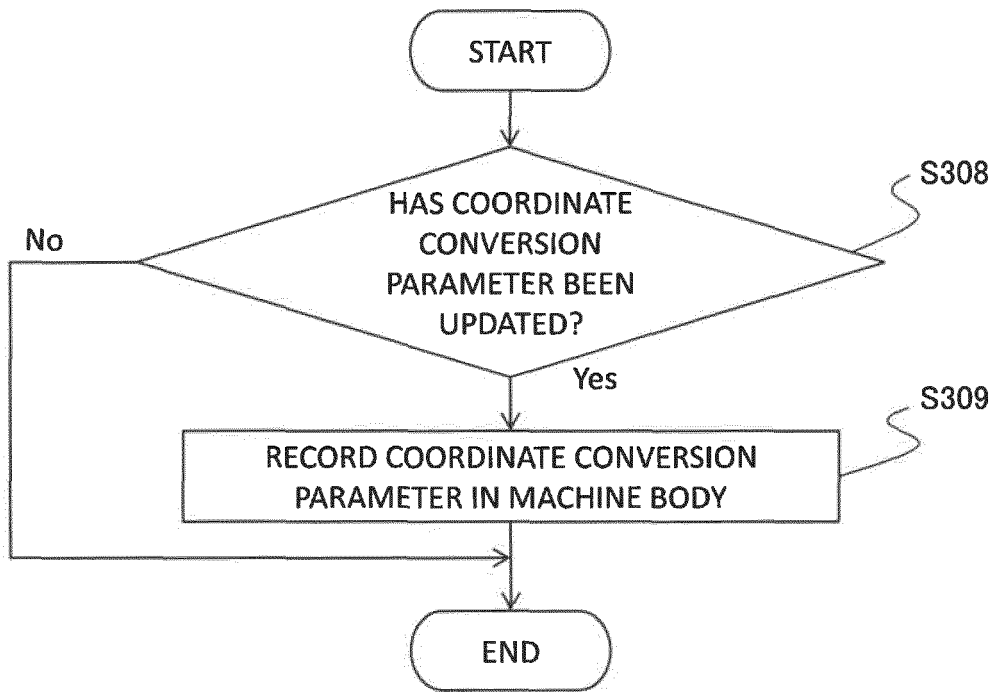 START
S308
HAS COORDINATE
CONVERSION
PARAMETER BEEN
UPDATED?
No
Yes
S309
RECORD COORDINATE CONVERSION
PARAMETER IN MACHINE BODY
END